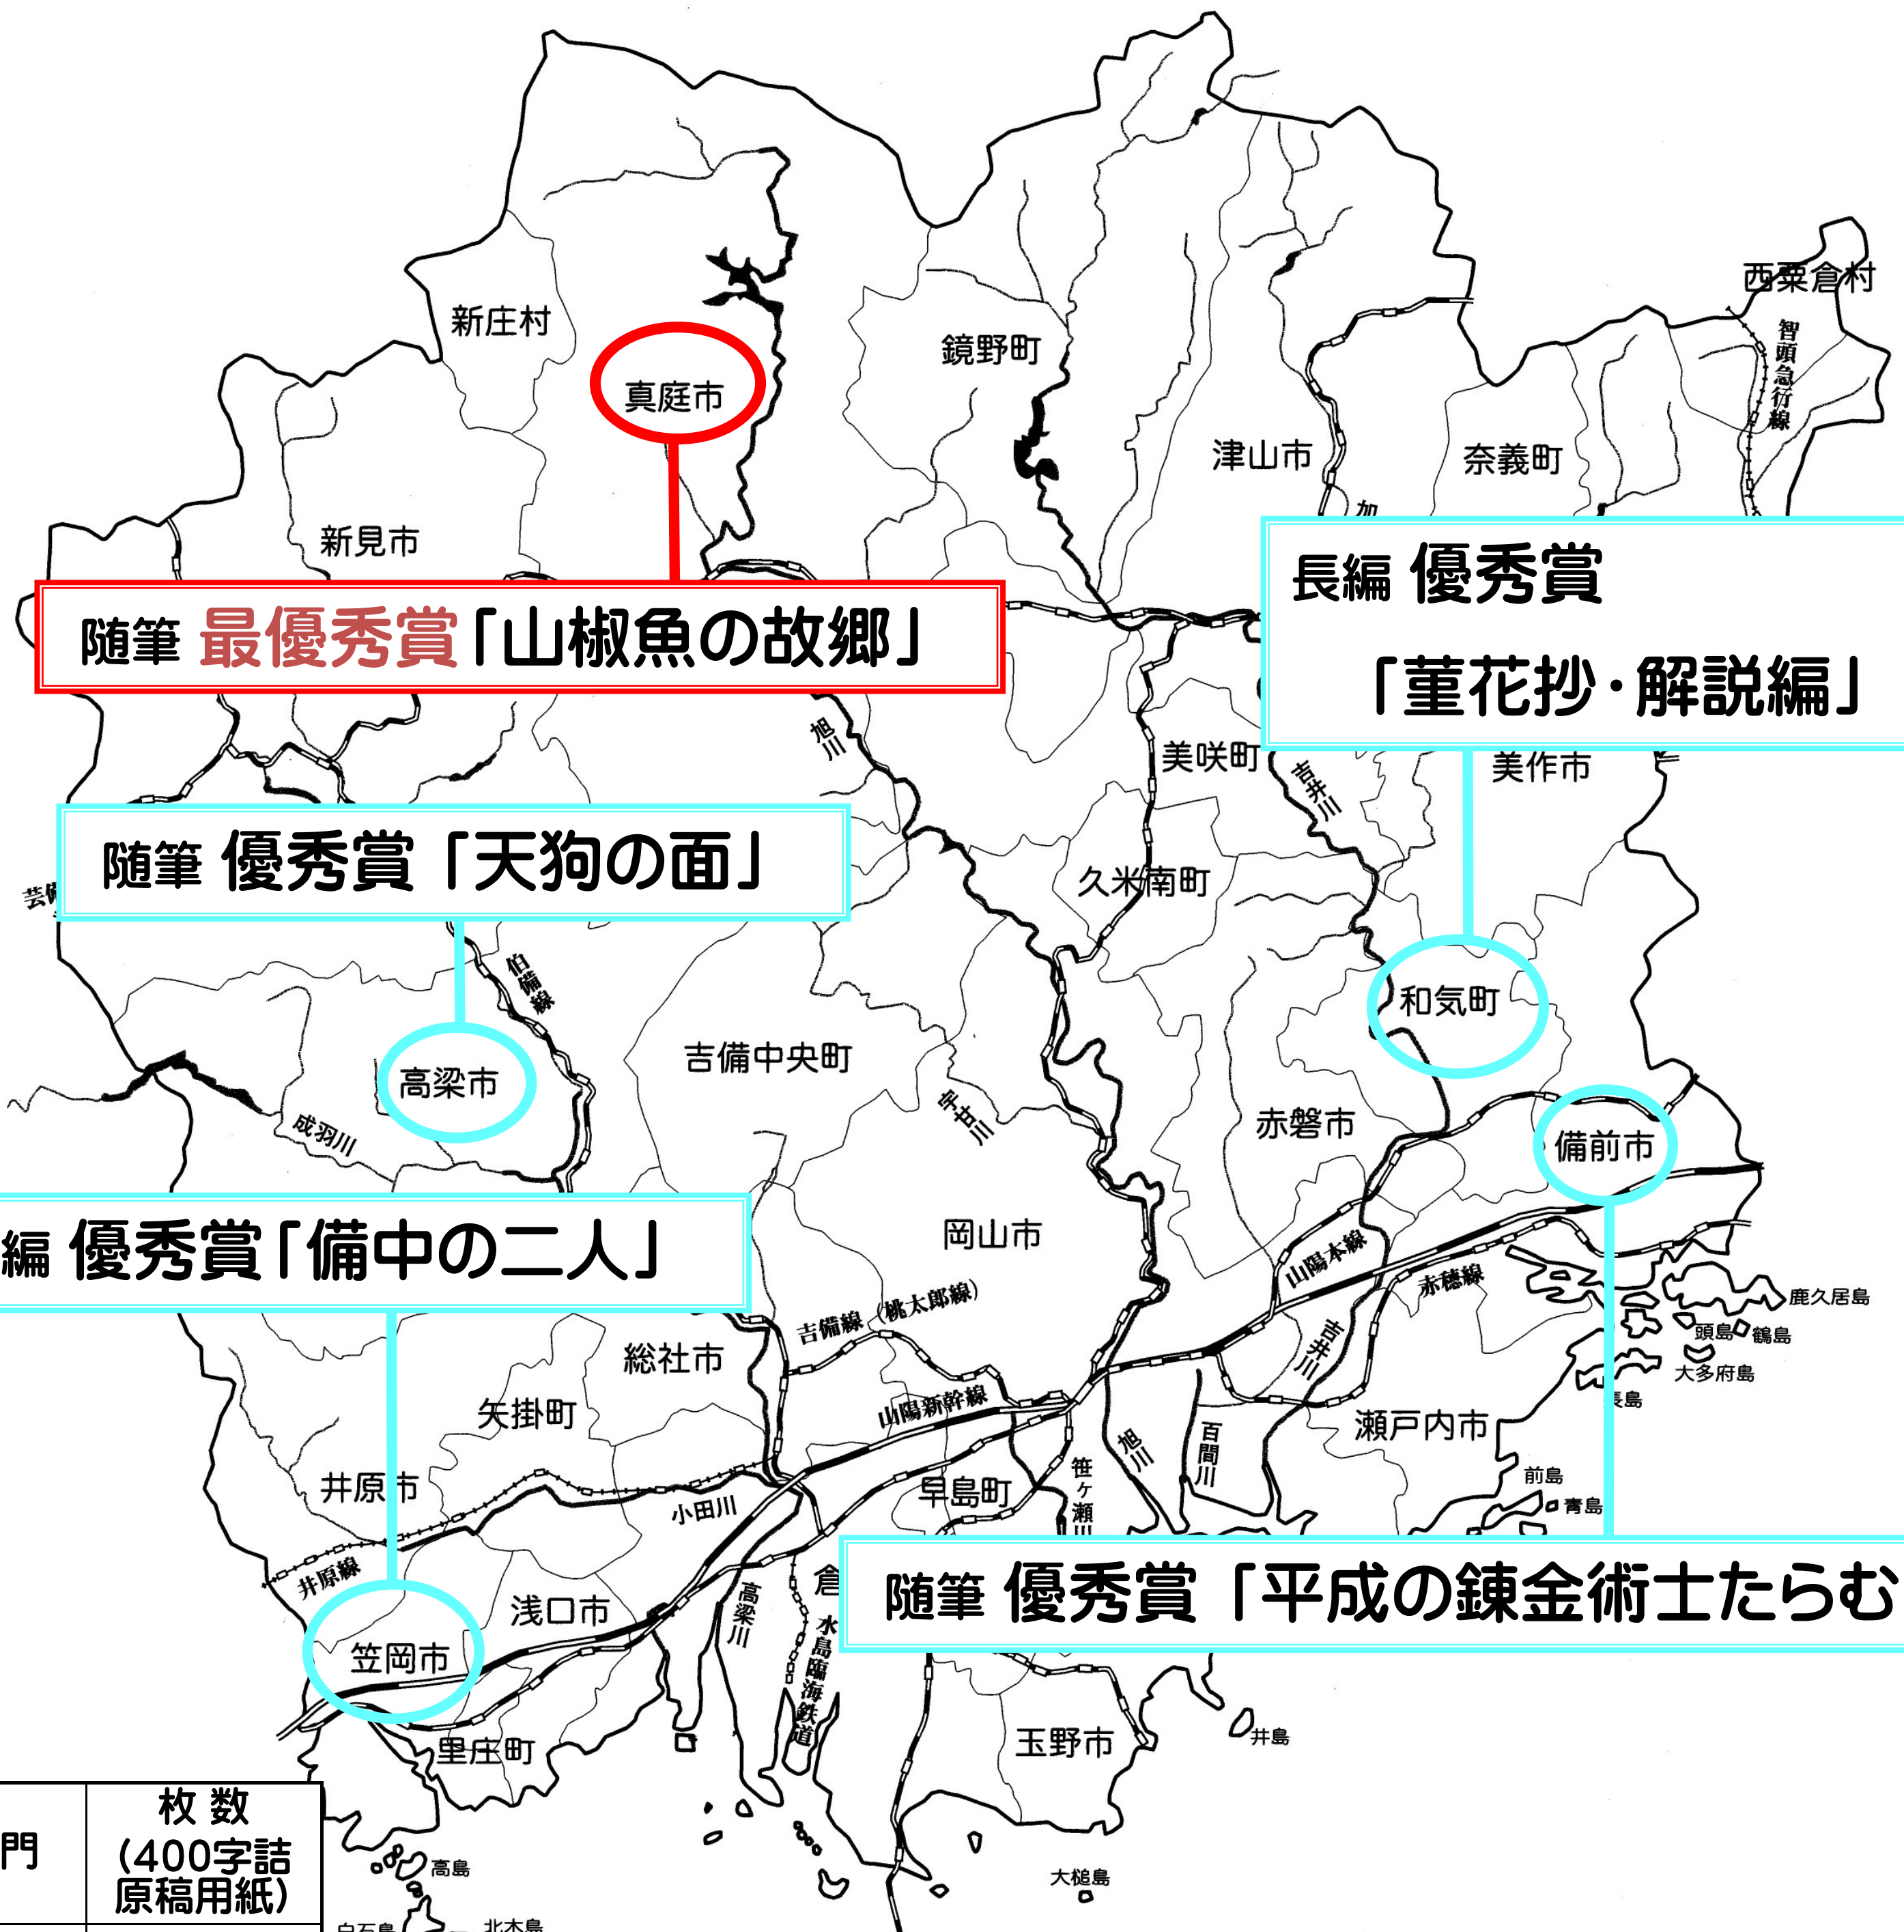 西粟倉村
智頭急行線
新庄村
鏡野町
真庭市
津山市
奈義町
加
新見市
長編 優秀賞
「菫花抄・解説編」
随筆 最優秀賞「山椒魚の故郷」
旭川
美咲町
吉井川
美作市
随筆 優秀賞「天狗の面」
久米南町
芸備
伯備線
和気町
吉備中央町
高梁市
宇甘川
赤磐市
成羽川
備前市
岡山市
編 優秀賞「備中の二人」
山陽本線
赤穂線
鹿久居島
吉備線(桃太郎線)
頭島
鶴島
総社市
吉井川
大多府島
長島
矢掛町
山陽新幹線
瀬戸内市
旭川
百間川
井原市
早島町
笹ヶ瀬川
前島
小田川
青島
井原線
浅口市
高梁川
倉
水島臨海鉄道
随筆 優秀賞「平成の錬金術士たらむ
笠岡市
里庄町
玉野市
井島
門
枚 数
(400字詰
原稿用紙)
高島
大槌島
白石島
北木島